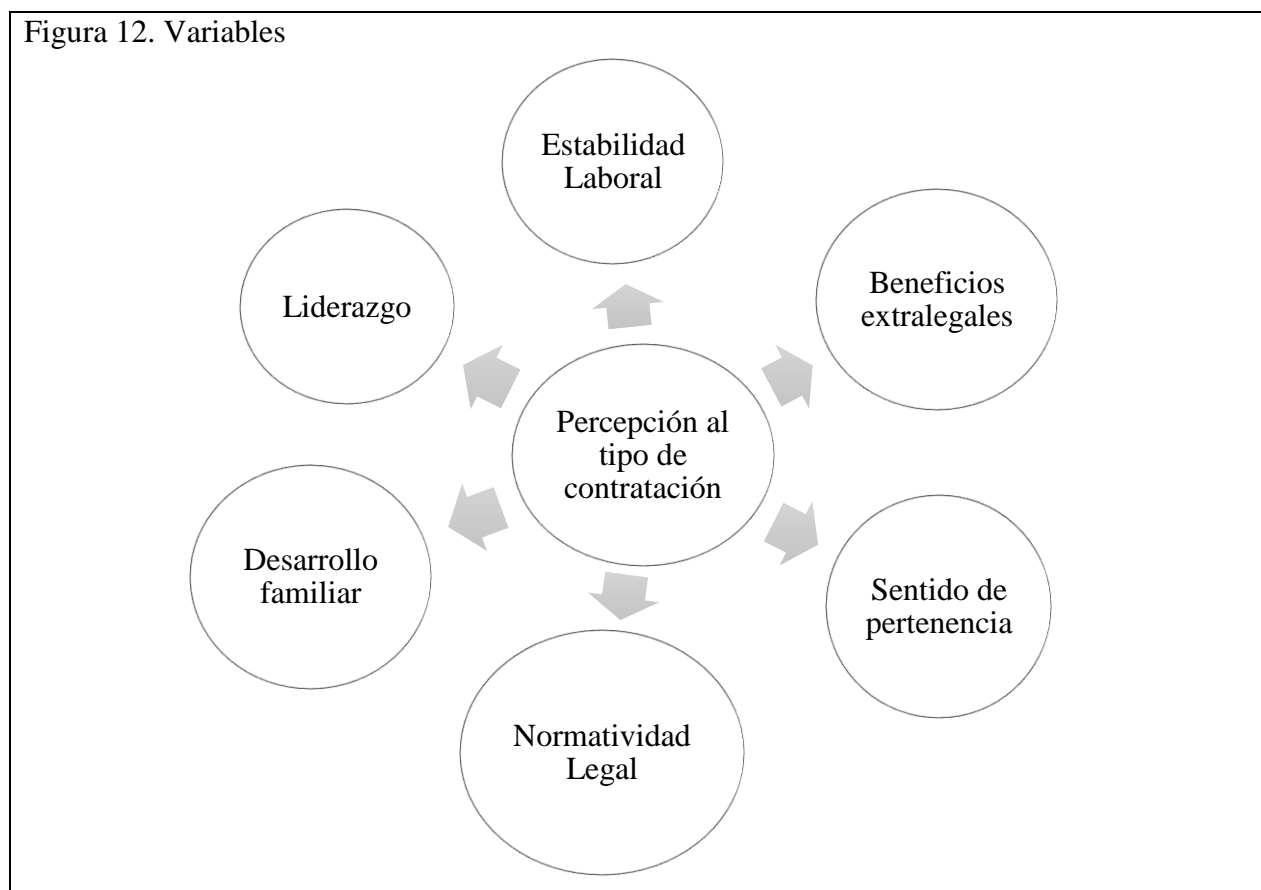 Figura 12. Variables
Estabilidad
Laboral
Beneficios
extralegales
Sentido de
pertenencia
Normatividad
Legal
Desarrollo
familiar
Liderazgo
Percepción al
tipo de
contratación